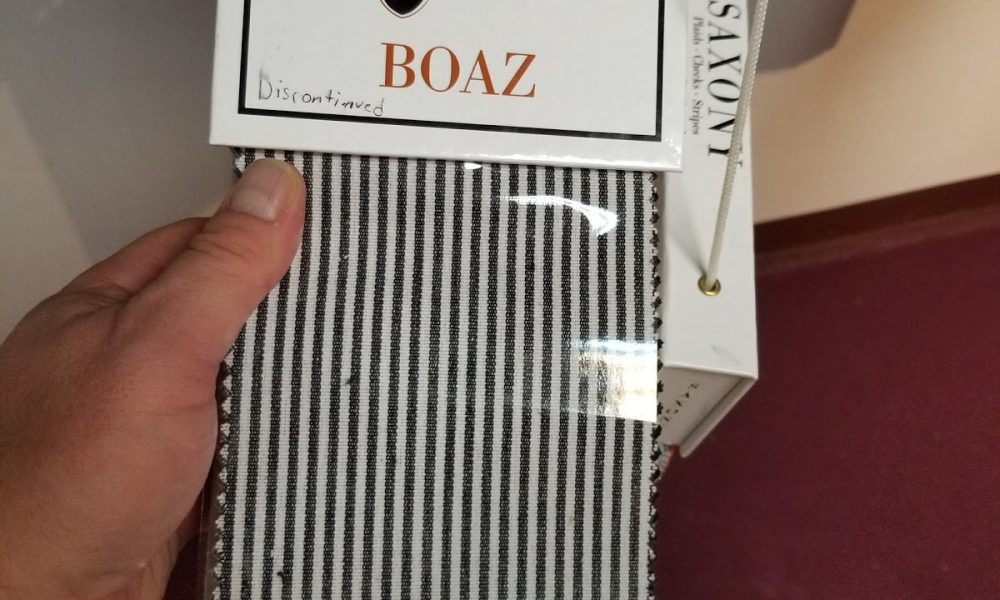 BOAZ
Discontinued
SAXONY
Plaids - Checks - Stripes